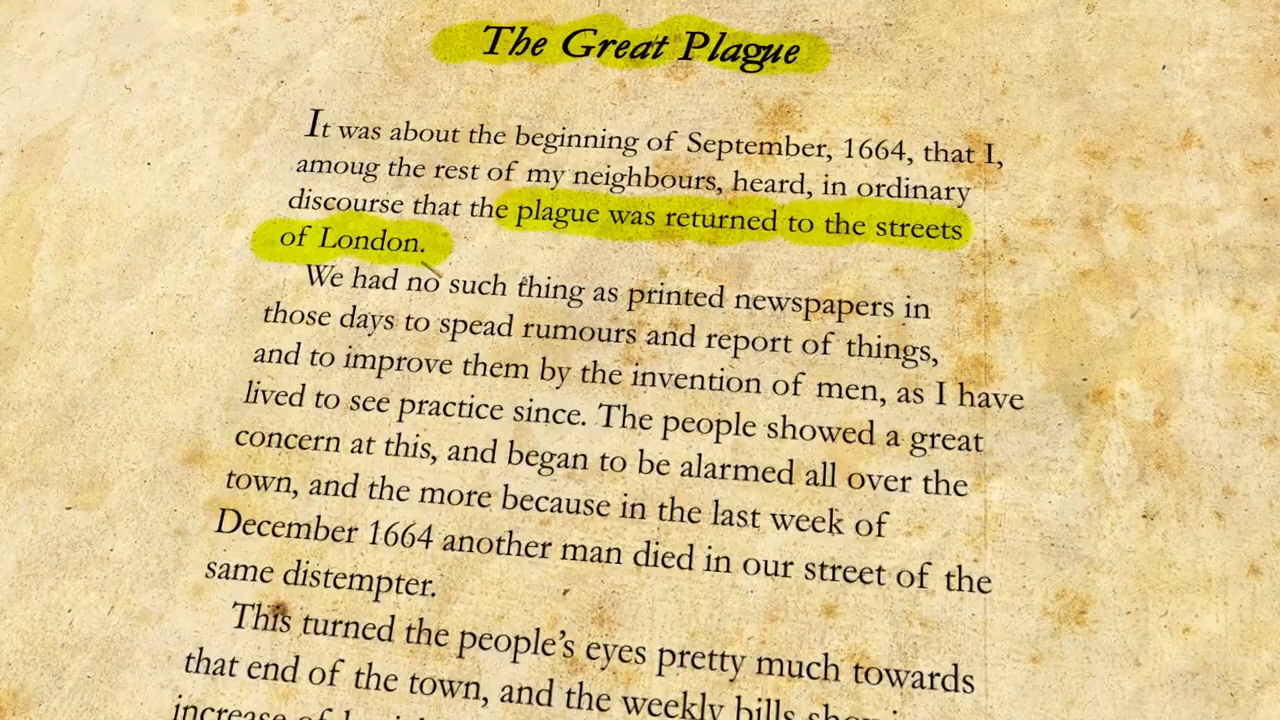 The Great Plague
It was about the beginning of September, 1664, that I,
amoug the rest of my neighbours, heard, in ordinary
discourse that the plague was returned to the streets
of London.
We had no such thing as printed newspapers in
those days to spead rumours and report of things,
and to improve them by the invention of men, as I have
lived to see practice since. The people showed a great
concern at this, and began to be alarmed all over the
town, and the more because in the last week of
December 1664 another man died in our street of the
same distempter.
This turned the people's eyes pretty much towards
that end of the town, and the weekly bills
increase of